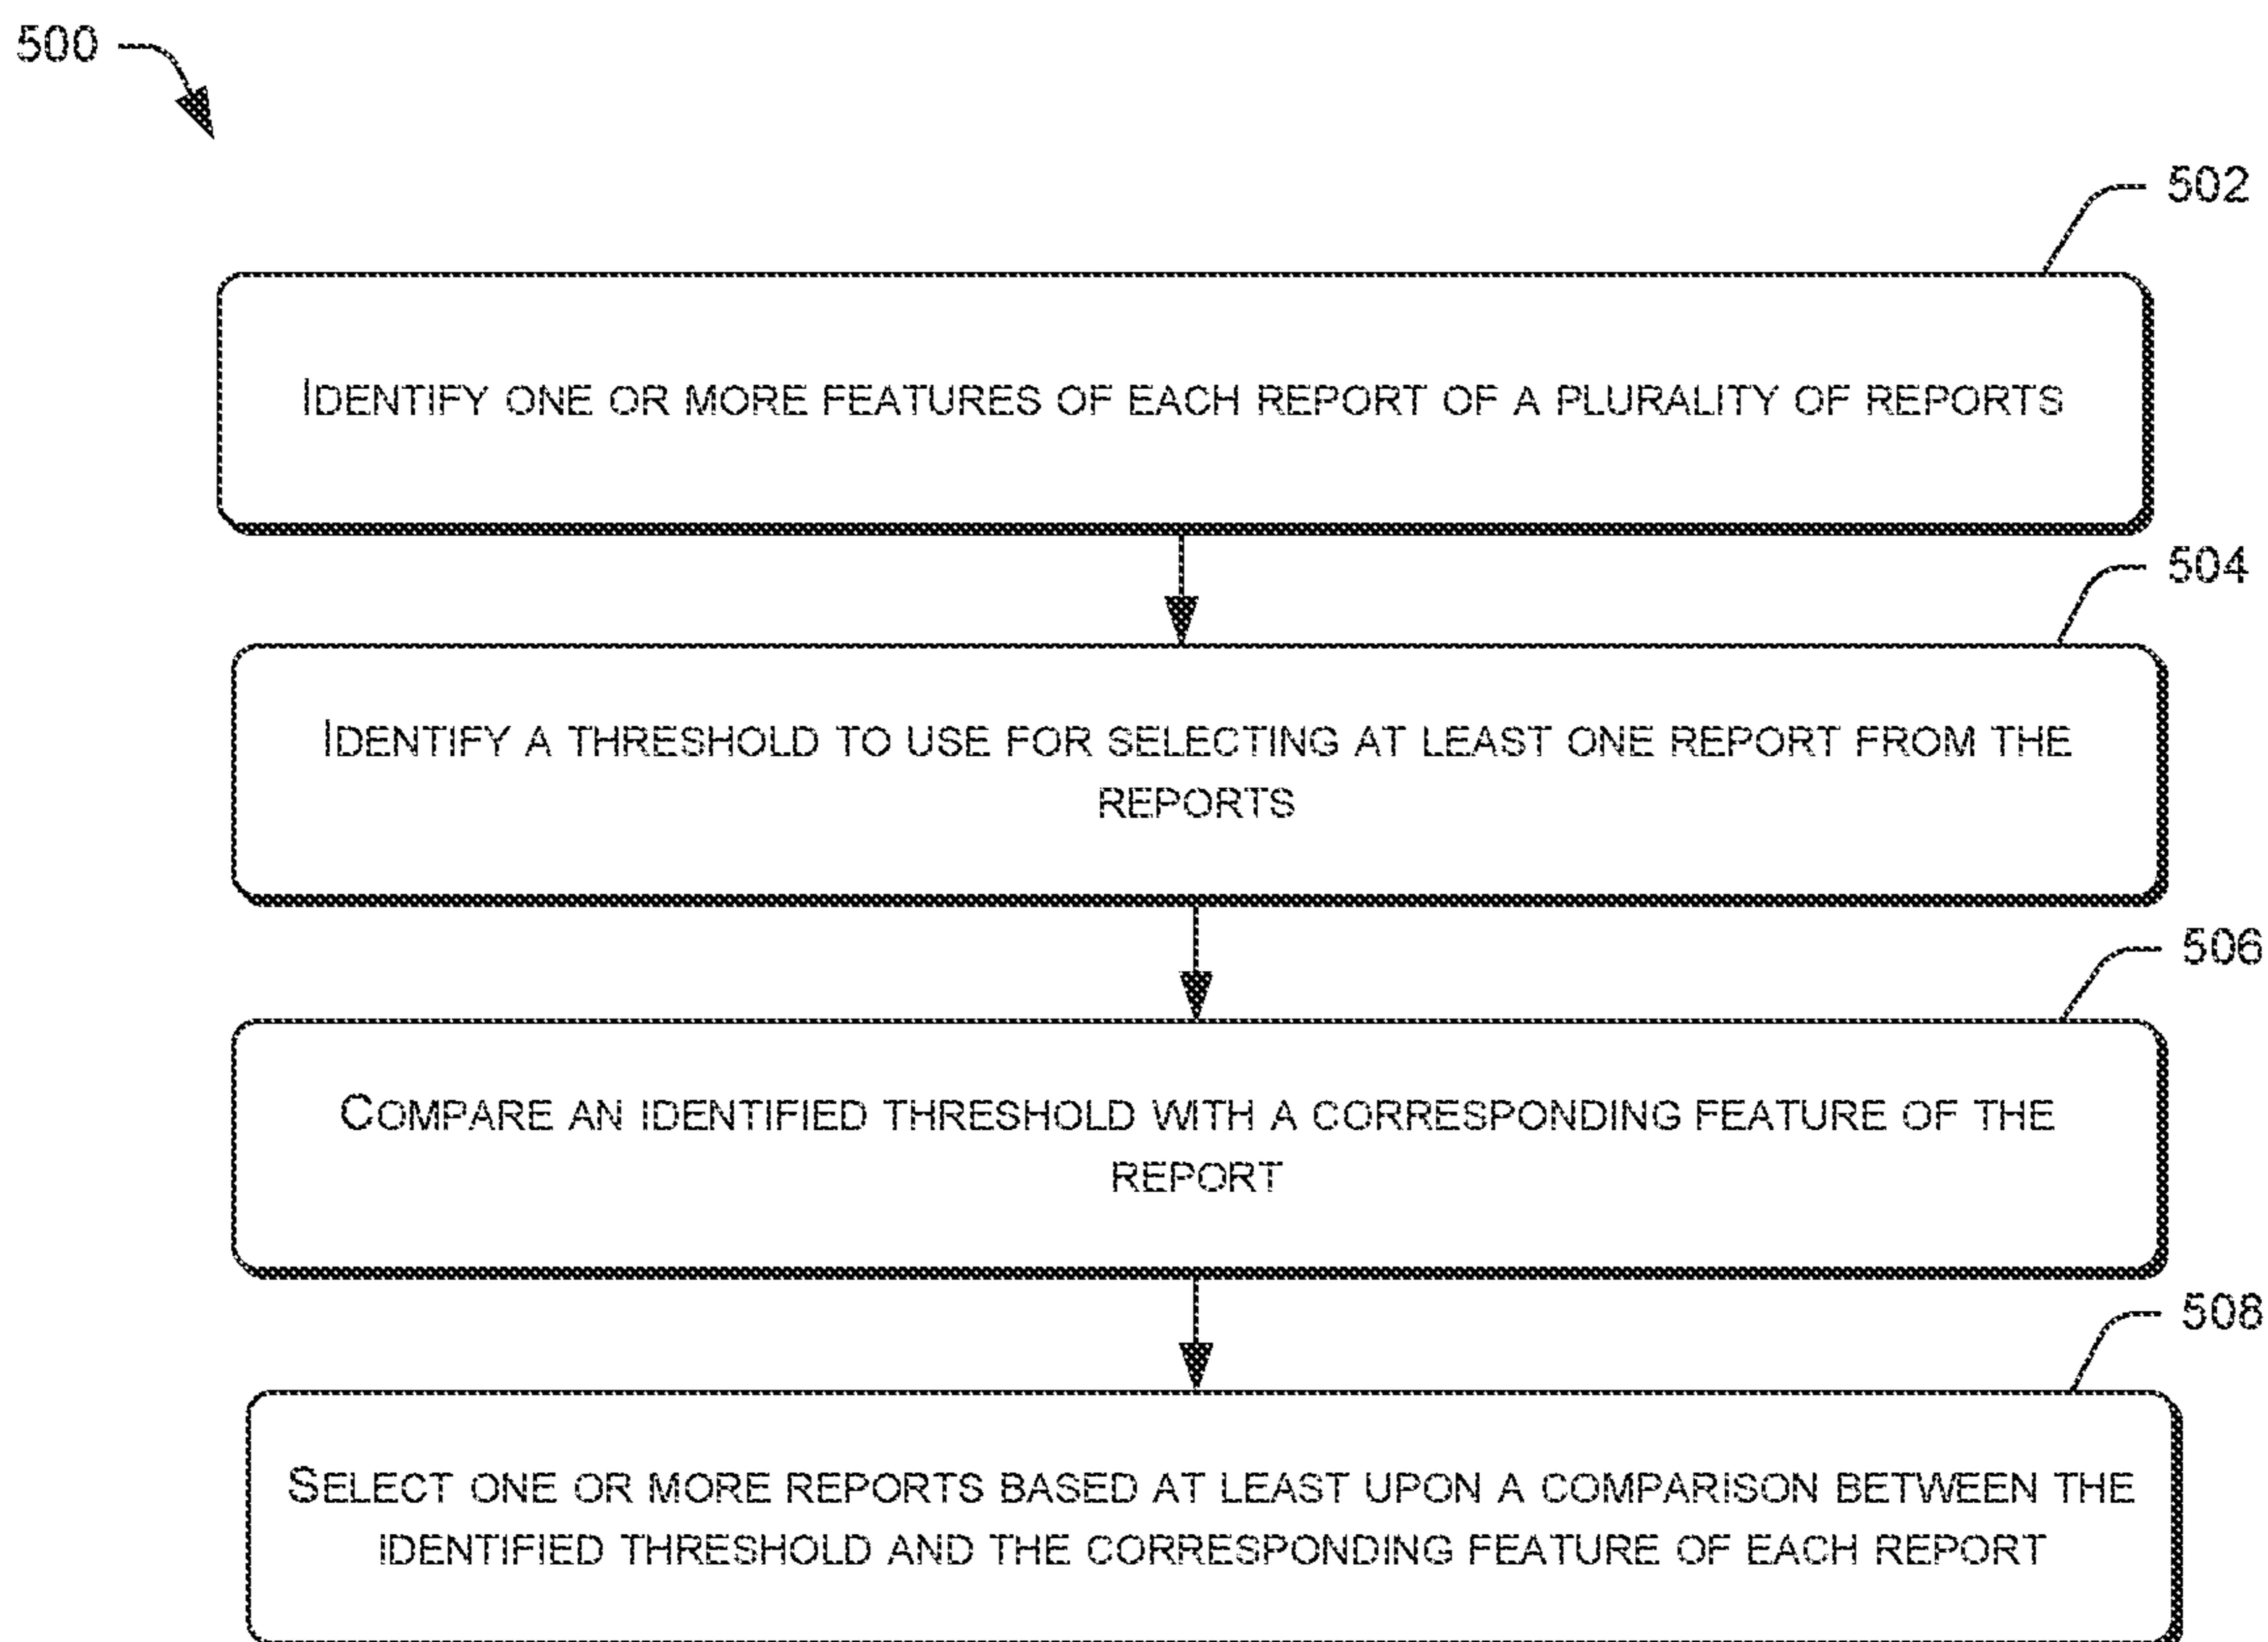 500
502
IDENTIFY ONE OR MORE FEATURES OF EACH REPORT OF A PLURALITY OF REPORTS
504
IDENTIFY A THRESHOLD TO USE FOR SELECTING AT LEAST ONE REPORT FROM THE
REPORTS
506
COMPARE AN IDENTIFIED THRESHOLD WITH A CORRESPONDING FEATURE OF THE
REPORT
508
SELECT ONE OR MORE REPORTS BASED AT LEAST UPON A COMPARISON BETWEEN THE
IDENTIFIED THRESHOLD AND THE CORRESPONDING FEATURE OF EACH REPORT